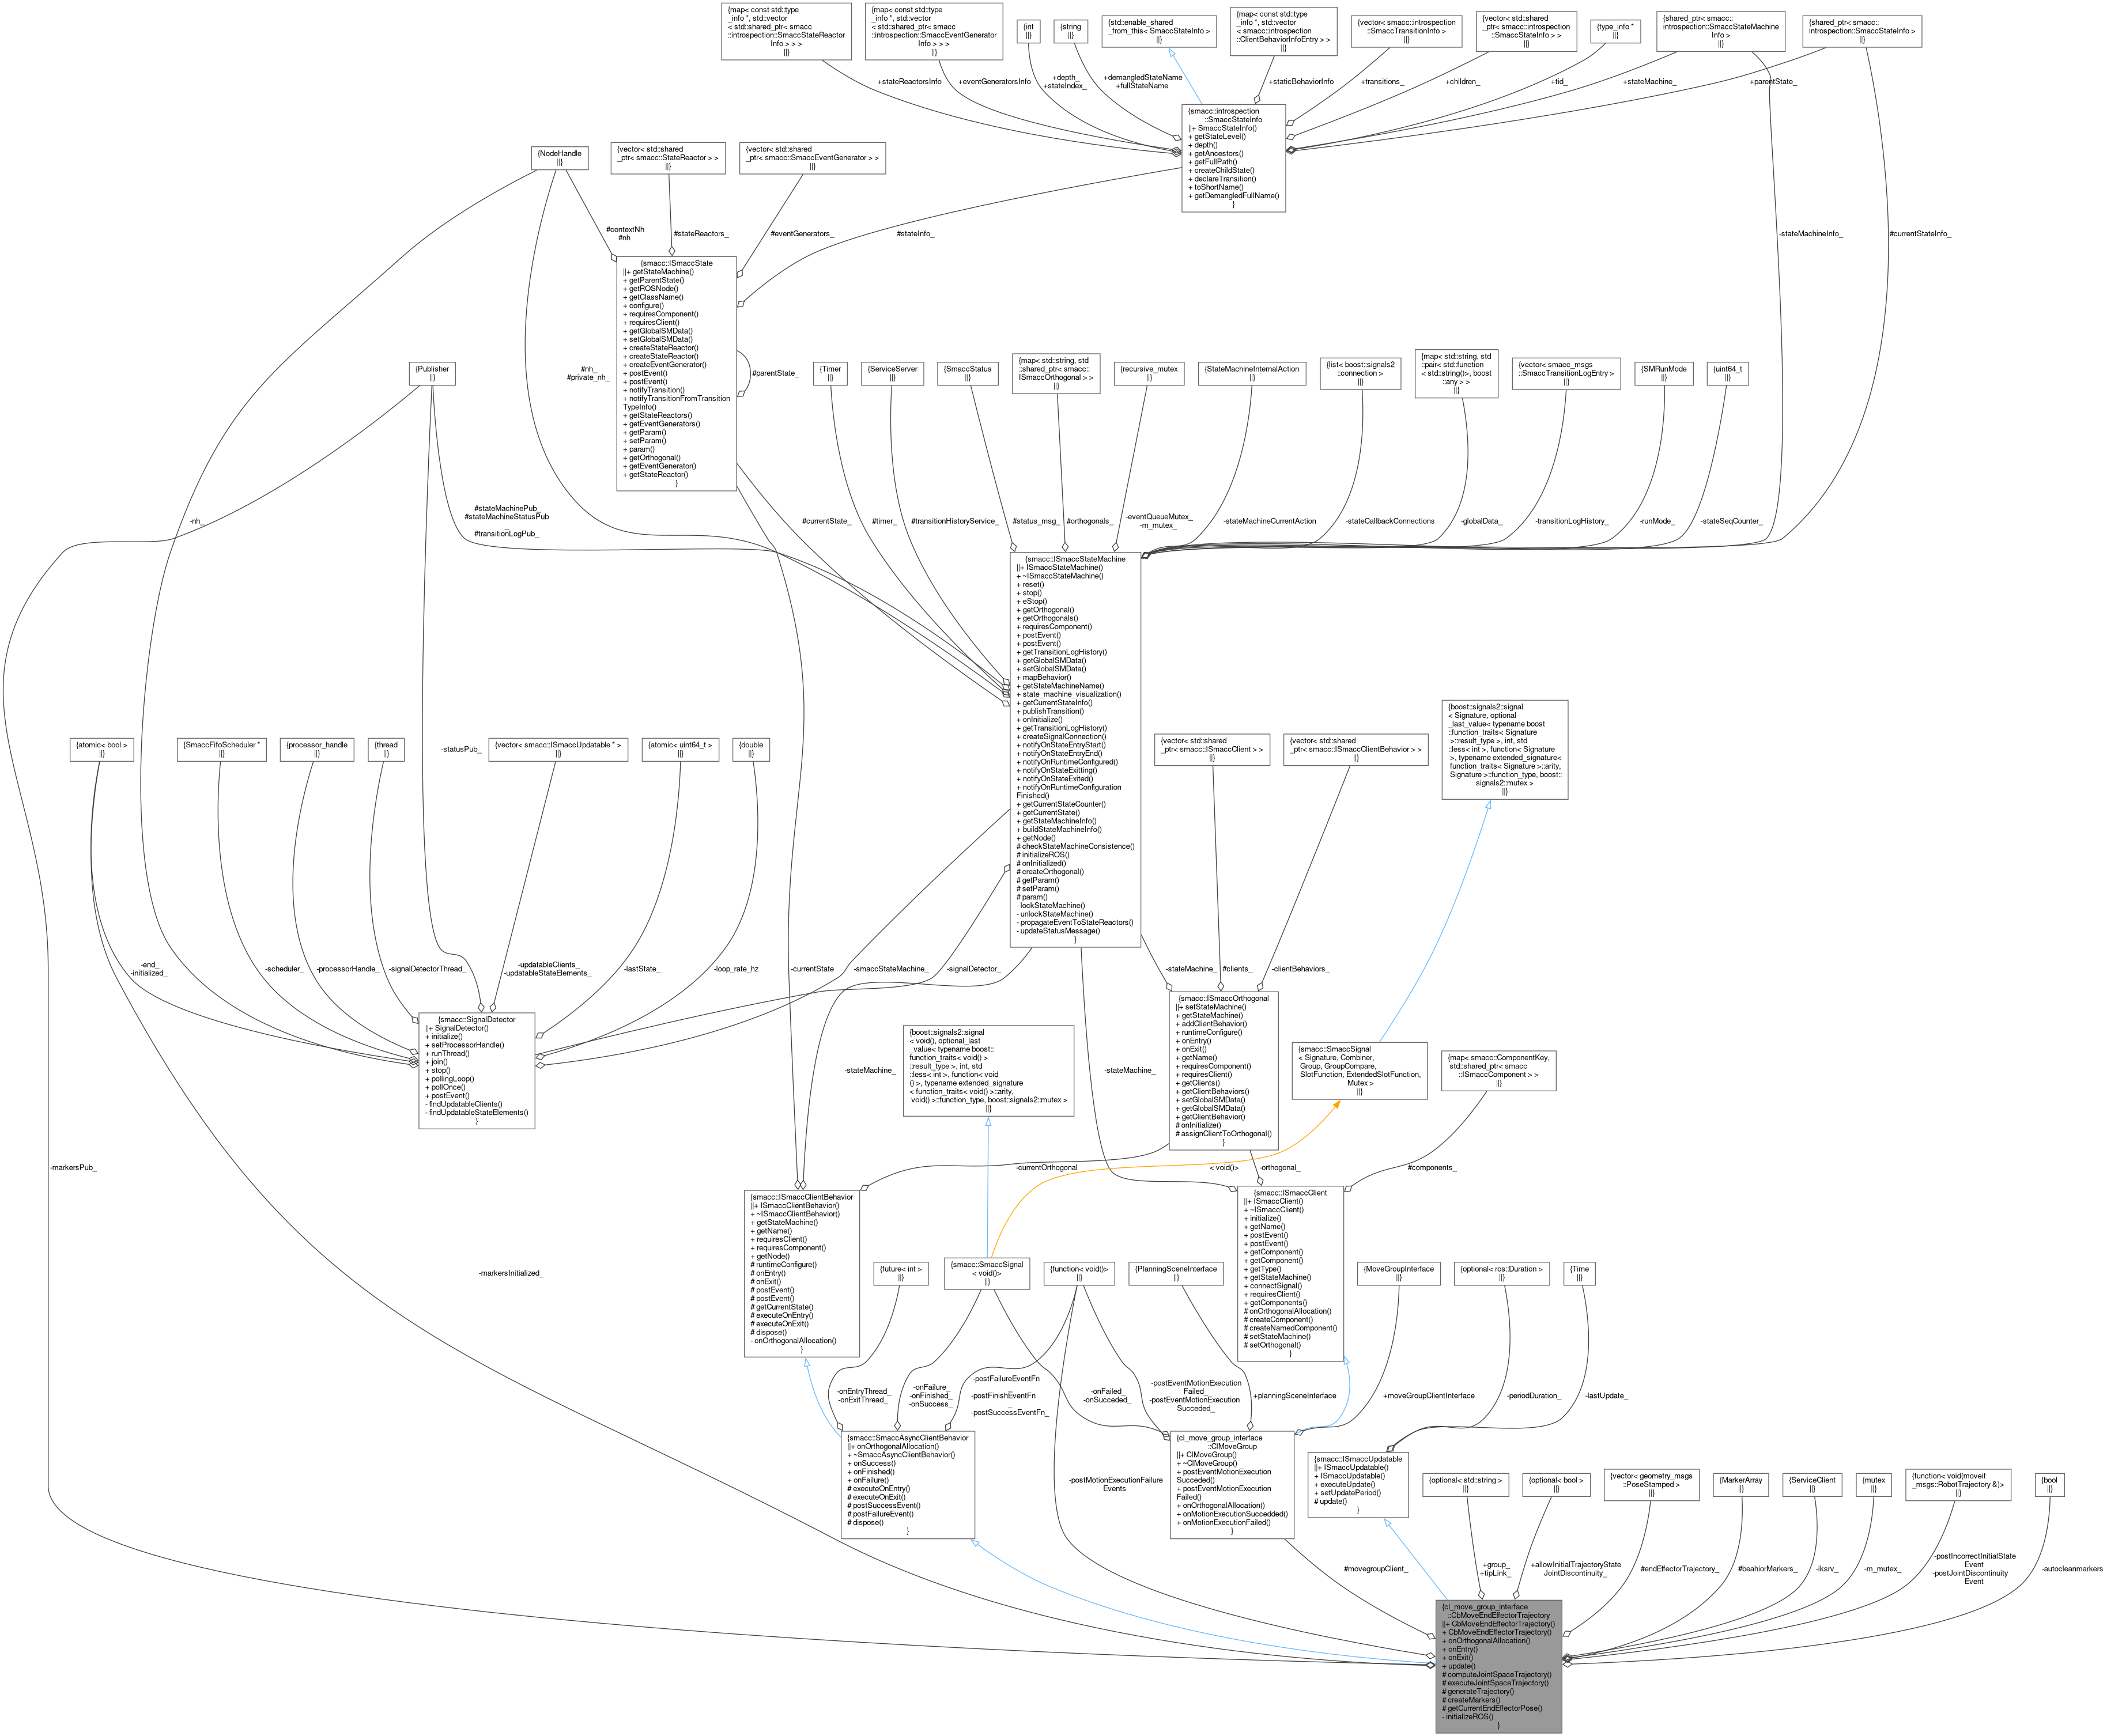 {map< const std::type
_info *, std::vector
< std::shared_ptr< smacc
::introspection::SmaccStateReactor
Info > > >
||}
{map< const std::type
_info *, std::vector
< std::shared_ptr< smacc
::introspection::SmaccEventGenerator
Info > > >
||}
{int
||}
{string
||}
{std::enable_shared
_from_this< SmaccStateInfo >
||}
{map< const std::type
_info *, std::vector
< smacc::introspection
::ClientBehaviorInfoEntry > >
||}
{vector< smacc::introspection
::SmaccTransitionInfo >
||}
{vector< std::shared
_ptr< smacc::introspection
::SmaccStateInfo > >
||}
{type_info *
||}
{shared_ptr< smacc::
introspection::SmaccStateMachine
Info >
||}
{shared_ptr< smacc::
introspection::SmaccStateInfo >
||}
+stateReactorsInfo
+eventGeneratorsInfo
+depth_
+stateIndex_
+demangledStateName
+fullStateName
+staticBehaviorInfo
+transitions_
+children_
+tid_
+stateMachine_
+parentState_
{smacc::introspection
::SmaccStateInfo
||+ SmaccStateInfo()
+ getStateLevel()
+ depth()
+ getAncestors()
+ getFullPath()
+ createChildState()
+ declareTransition()
+ toShortName()
+ getDemangledFullName()
}
{NodeHandle
||}
{vector< std::shared
_ptr< smacc::StateReactor > >
||}
{vector< std::shared
_ptr< smacc::SmaccEventGenerator > >
||}
#contextNh
#nh
#stateReactors_
#eventGenerators_
#stateInfo_
-stateMachineInfo_
#currentStateInfo_
{smacc::ISmaccState
||+ getStateMachine()
+ getParentState()
+ getROSNode()
+ getClassName()
+ configure()
+ requiresComponent()
+ requiresClient()
+ getGlobalSMData()
+ setGlobalSMData()
+ createStateReactor()
+ createStateReactor()
+ createEventGenerator()
+ postEvent()
+ postEvent()
+ notifyTransition()
+ notifyTransitionFromTransition
TypeInfo()
+ getStateReactors()
+ getEventGenerators()
+ getParam()
+ setParam()
+ param()
+ getOrthogonal()
+ getEventGenerator()
+ getStateReactor()
}
#parentState_
#nh_
#private_nh_
{Publisher
||}
{Timer
||}
{ServiceServer
||}
{SmaccStatus
||}
{map< std::string, std
::shared_ptr< smacc::
ISmaccOrthogonal > >
||}
{recursive_mutex
||}
{StateMachineInternalAction
||}
{list< boost::signals2
::connection >
||}
{map< std::string, std
::pair< std::function
< std::string()>, boost
::any > >
||}
{vector< smacc_msgs
::SmaccTransitionLogEntry >
||}
{SMRunMode
||}
{uint64_t
||}
-nh_
#stateMachinePub_
#stateMachineStatusPub
_
#transitionLogPub_
#currentState_
#timer_
#transitionHistoryService_
#status_msg_
#orthogonals_
-eventQueueMutex_
-m_mutex_
-stateMachineCurrentAction
-stateCallbackConnections
-globalData_
-transitionLogHistory_
-runMode_
-stateSeqCounter_
{smacc::ISmaccStateMachine
||+ ISmaccStateMachine()
+ ~ISmaccStateMachine()
+ reset()
+ stop()
+ eStop()
+ getOrthogonal()
+ getOrthogonals()
+ requiresComponent()
+ postEvent()
+ postEvent()
+ getTransitionLogHistory()
+ getGlobalSMData()
+ setGlobalSMData()
+ mapBehavior()
+ getStateMachineName()
+ state_machine_visualization()
+ getCurrentStateInfo()
+ publishTransition()
+ onInitialize()
+ getTransitionLogHistory()
+ createSignalConnection()
+ notifyOnStateEntryStart()
+ notifyOnStateEntryEnd()
+ notifyOnRuntimeConfigured()
+ notifyOnStateExitting()
+ notifyOnStateExited()
+ notifyOnRuntimeConfiguration
Finished()
+ getCurrentStateCounter()
+ getCurrentState()
+ getStateMachineInfo()
+ buildStateMachineInfo()
+ getNode()
# checkStateMachineConsistence()
# initializeROS()
# onInitialized()
# createOrthogonal()
# getParam()
# setParam()
# param()
- lockStateMachine()
- unlockStateMachine()
- propagateEventToStateReactors()
- updateStatusMessage()
}
{boost::signals2::signal
< Signature, optional
_last_value< typename boost
::function_traits< Signature
>::result_type >, int, std
::less< int >, function< Signature
>, typename extended_signature<
function_traits< Signature >::arity,
Signature >::function_type, boost::
signals2::mutex >
||}
{atomic< bool >
||}
{SmaccFifoScheduler *
||}
{processor_handle
||}
{thread
||}
-statusPub_
{vector< smacc::ISmaccUpdatable * >
||}
{atomic< uint64_t >
||}
{double
||}
{vector< std::shared
_ptr< smacc::ISmaccClient > >
||}
{vector< std::shared
_ptr< smacc::ISmaccClientBehavior > >
||}
-end_
-initialized_
-scheduler_
-processorHandle_
-signalDetectorThread_
-updatableClients_
-updatableStateElements_
-lastState_
-loop_rate_hz
-currentState
-smaccStateMachine_
-signalDetector_
-stateMachine_
#clients_
-clientBehaviors_
{smacc::SignalDetector
||+ SignalDetector()
+ initialize()
+ setProcessorHandle()
+ runThread()
+ join()
+ stop()
+ pollingLoop()
+ pollOnce()
+ postEvent()
- findUpdatableClients()
- findUpdatableStateElements()
}
{smacc::ISmaccOrthogonal
||+ setStateMachine()
+ getStateMachine()
+ addClientBehavior()
+ runtimeConfigure()
+ onEntry()
+ onExit()
+ getName()
+ requiresComponent()
+ requiresClient()
+ getClients()
+ getClientBehaviors()
+ setGlobalSMData()
+ getGlobalSMData()
+ getClientBehavior()
# onInitialize()
# assignClientToOrthogonal()
}
{boost::signals2::signal
< void(), optional_last
_value< typename boost::
function_traits< void() >
::result_type >, int, std
::less< int >, function< void
() >, typename extended_signature
< function_traits< void() >::arity,
void() >::function_type, boost::signals2::mutex >
||}
{smacc::SmaccSignal
< Signature, Combiner,
Group, GroupCompare,
SlotFunction, ExtendedSlotFunction,
Mutex >
||}
{map< smacc::ComponentKey,
std::shared_ptr< smacc
::ISmaccComponent > >
||}
-stateMachine_
-stateMachine_
-markersPub_
-currentOrthogonal
< void()>
-orthogonal_
#components_
{smacc::ISmaccClientBehavior
||+ ISmaccClientBehavior()
+ ~ISmaccClientBehavior()
+ getStateMachine()
+ getName()
+ requiresClient()
+ requiresComponent()
+ getNode()
# runtimeConfigure()
# onEntry()
# onExit()
# postEvent()
# postEvent()
# getCurrentState()
# executeOnEntry()
# executeOnExit()
# dispose()
- onOrthogonalAllocation()
}
{smacc::ISmaccClient
||+ ISmaccClient()
+ ~ISmaccClient()
+ initialize()
+ getName()
+ postEvent()
+ postEvent()
+ getComponent()
+ getComponent()
+ getType()
+ getStateMachine()
+ connectSignal()
+ requiresClient()
+ getComponents()
# onOrthogonalAllocation()
# createComponent()
# createNamedComponent()
# setStateMachine()
# setOrthogonal()
}
-markersInitialized_
{future< int >
||}
{smacc::SmaccSignal
< void()>
||}
{function< void()>
||}
{PlanningSceneInterface
||}
{MoveGroupInterface
||}
{optional< ros::Duration >
||}
{Time
||}
-onEntryThread_
-onExitThread_
-onFailure_
-onFinished_
-onSuccess_
-postFailureEventFn
_
-postFinishEventFn
_
-postSuccessEventFn_
-onFailed_
-onSucceded_
-postEventMotionExecution
Failed_
-postEventMotionExecution
Succeded_
+planningSceneInterface
+moveGroupClientInterface
-periodDuration_
-lastUpdate_
{smacc::SmaccAsyncClientBehavior
||+ onOrthogonalAllocation()
+ ~SmaccAsyncClientBehavior()
+ onSuccess()
+ onFinished()
+ onFailure()
# executeOnEntry()
# executeOnExit()
# postSuccessEvent()
# postFailureEvent()
# dispose()
}
-postMotionExecutionFailure
Events
{cl_move_group_interface
::ClMoveGroup
||+ ClMoveGroup()
+ ~ClMoveGroup()
+ postEventMotionExecution
Succeded()
+ postEventMotionExecution
Failed()
+ onOrthogonalAllocation()
+ onMotionExecutionSuccedded()
+ onMotionExecutionFailed()
}
{smacc::ISmaccUpdatable
||+ ISmaccUpdatable()
+ ISmaccUpdatable()
+ executeUpdate()
+ setUpdatePeriod()
# update()
}
{optional< std::string >
||}
{optional< bool >
||}
{vector< geometry_msgs
::PoseStamped >
||}
{MarkerArray
||}
{ServiceClient
||}
{mutex
||}
{function< void(moveit
_msgs::RobotTrajectory &)>
||}
{bool
||}
#movegroupClient_
+group_
+tipLink_
+allowInitialTrajectoryState
JointDiscontinuity_
#endEffectorTrajectory_
#beahiorMarkers_
-iksrv_
-m_mutex_
-postIncorrectInitialState
Event
-postJointDiscontinuity
Event
-autocleanmarkers
{cl_move_group_interface
::CbMoveEndEffectorTrajectory
||+ CbMoveEndEffectorTrajectory()
+ CbMoveEndEffectorTrajectory()
+ onOrthogonalAllocation()
+ onEntry()
+ onExit()
+ update()
# computeJointSpaceTrajectory()
# executeJointSpaceTrajectory()
# generateTrajectory()
# createMarkers()
# getCurrentEndEffectorPose()
- initializeROS()
}